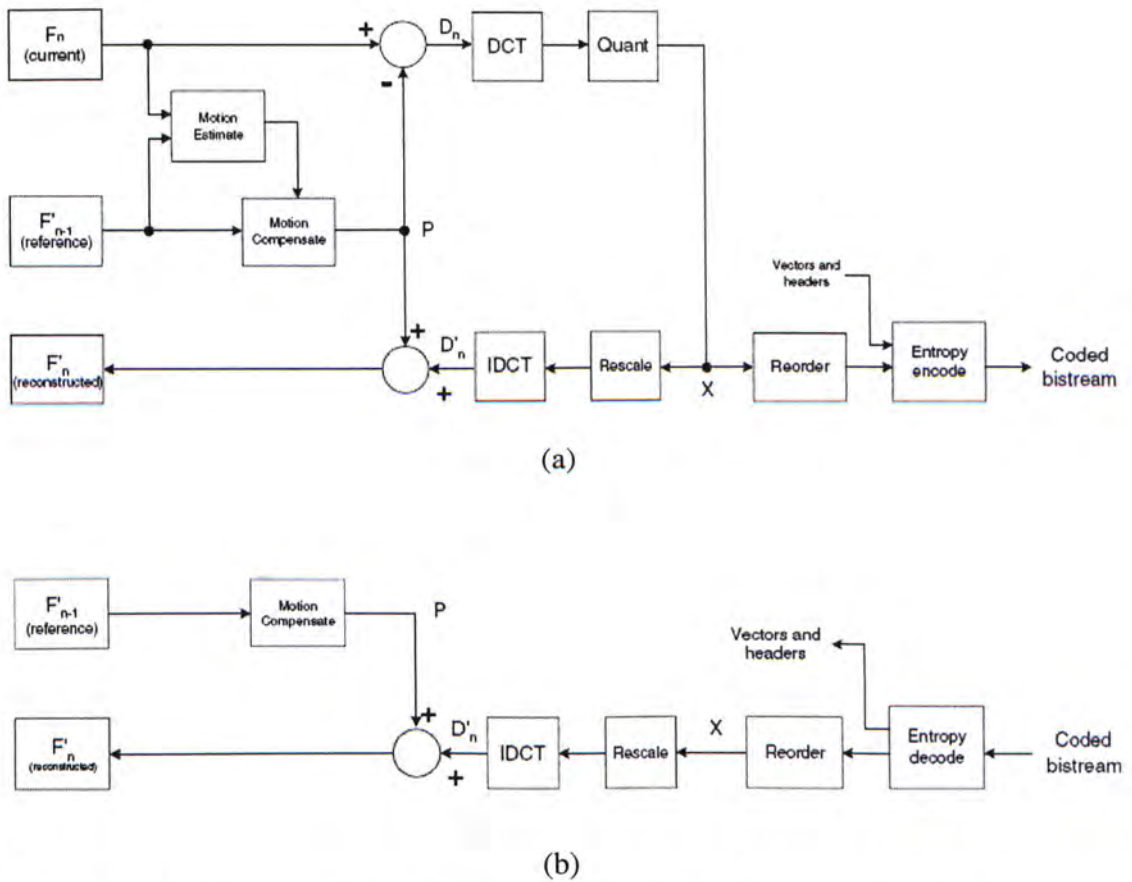 Fn
(current)
+
Dn
DCT
Quant
-
Motion
Estimate
F'n-1
(reference)
Motion
Compensate
P
Vectors and
headers
F'n
(reconstructed)
+
+
D'n
IDCT
Rescale
X
Reorder
Entropy
encode
Coded
bistream
(a)
F'n-1
(reference)
Motion
Compensate
P
Vectors and
headers
F'n
(reconstructed)
+
+
D'n
IDCT
Rescale
X
Reorder
Entropy
decode
Coded
bistream
(b)